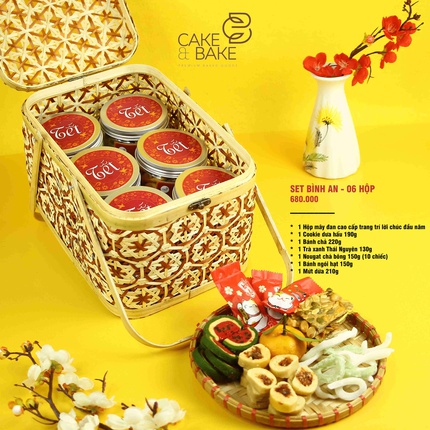 CAKE
& BAKE
SET BÌNH AN - 06 HỘP
680.000
• 1 Hộp mây đan cao cấp trang trí lời chúc đầu năm
• 1 Cookie dưa hấu 190g
• 1 Bánh chà 220g
• 1 Trà xanh Thái Nguyên 130g
• 1 Nougat chà bông 150g (10 chiếc)
• 1 Bánh ngói hạt 150g
• 1 Mứt dừa 210g
Tết
Tết
Tết
Tết
Tết
Tết